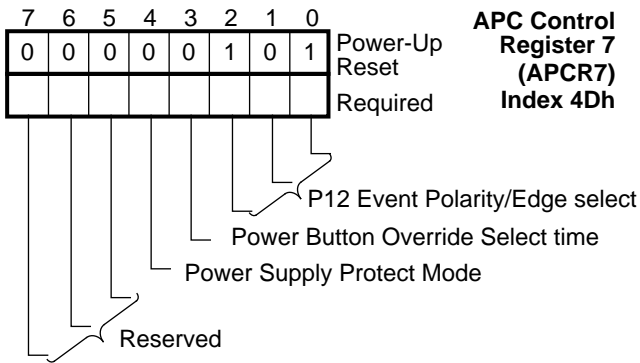 7 6 5 4 3 2 1 0
0 0 0 0 0 1 0 1
Power-Up
Reset
Required
APC Control
Register 7
(APCR7)
Index 4Dh
P12 Event Polarity/Edge select
Power Button Override Select time
Power Supply Protect Mode
Reserved